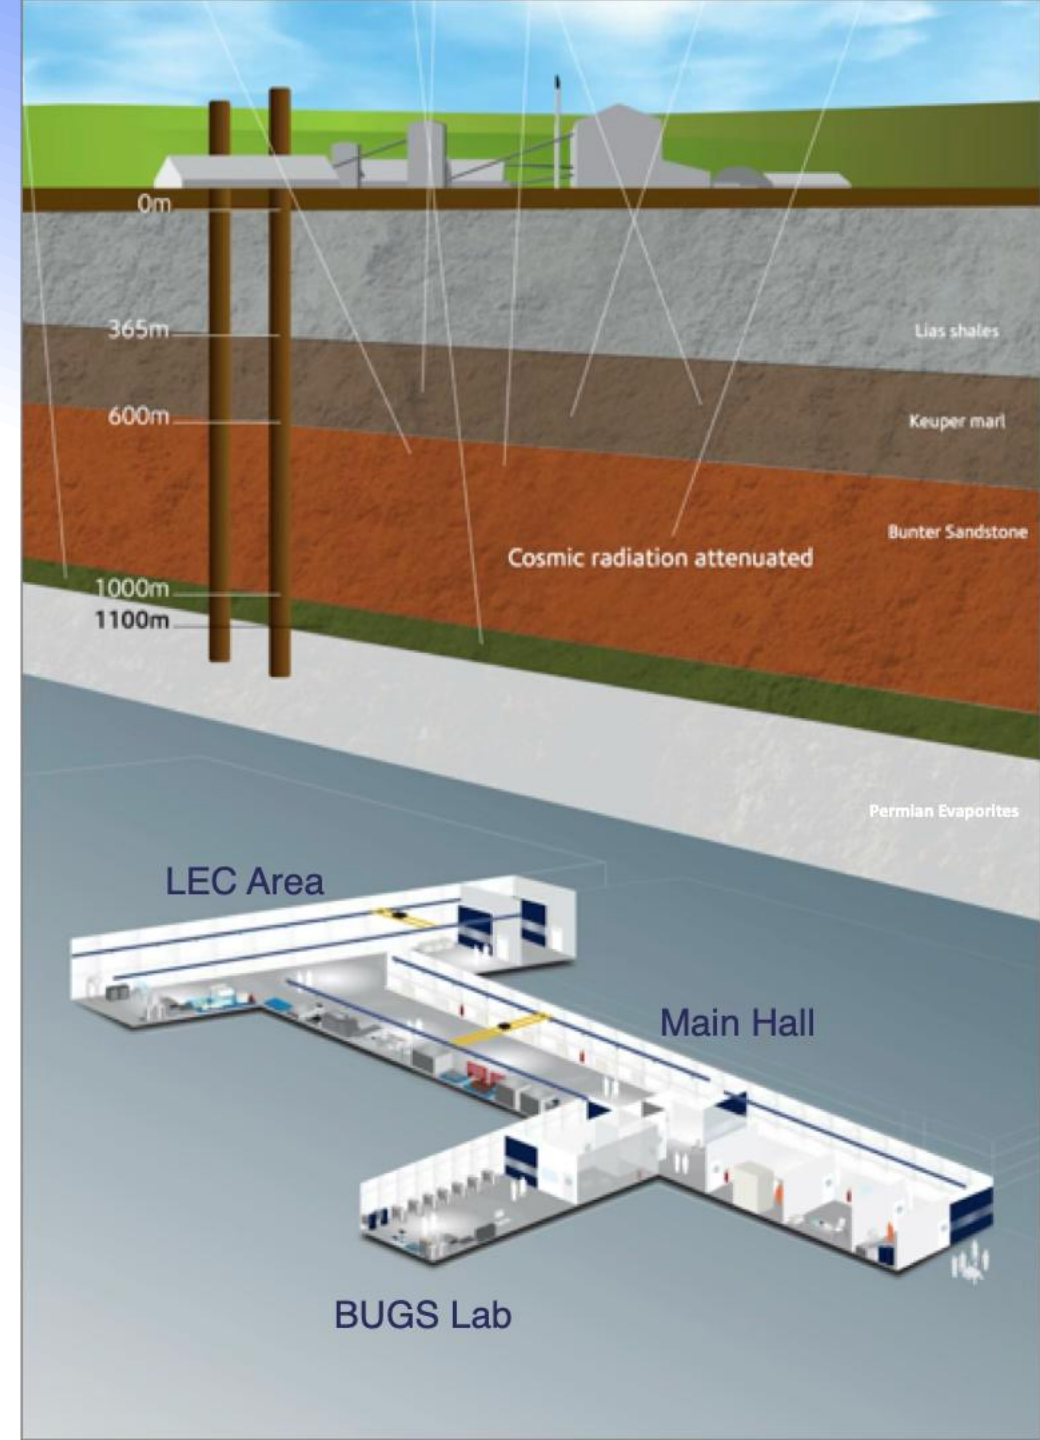 0m
365m
Lias shales
600m
Keuper marl
Bunter Sandstone
Cosmic radiation attenuated
1000m
1100m
Permian Evaporites
LEC Area
Main Hall
BUGS Lab